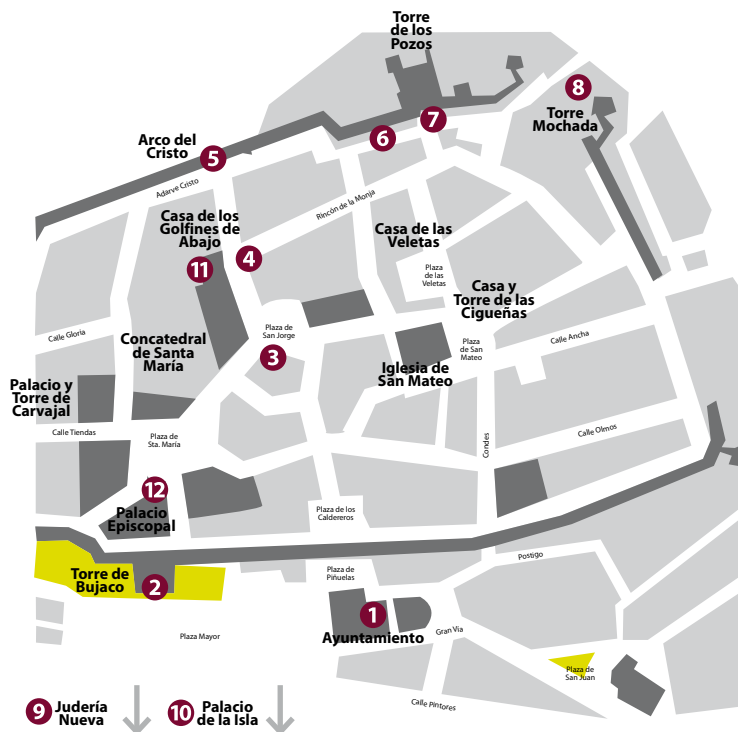 Torre
de los
Pozos
8
Torre
Mochada
7
6
Arco del
Cristo
5
Adarve Cristo
Rincón de la Monja
Casa de los
Golfines de
Abajo
11
4
Casa de las
Veletas
Plaza
de las
Veletas
Casa y
Torre de las
Cigueñas
Calle Gloria
Concatedral
de Santa
María
Plaza de
San Jorge
3
Iglesia de
San Mateo
Plaza
de San
Mateo
Calle Ancha
Palacio y
Torre de
Carvajal
Calle Tiendas
Plaza de
Sta. María
Condes
Calle Olmos
12
Palacio
Episcopal
Plaza de los
Caldereros
Torre de
Bujaco
2
Plaza de
Piñuelas
Postigo
1
Ayuntamiento
Gran Vía
Plaza Mayor
Plaza de
San Juan
Calle Pintores
9 Judería
Nueva
10 Palacio
de la Isla